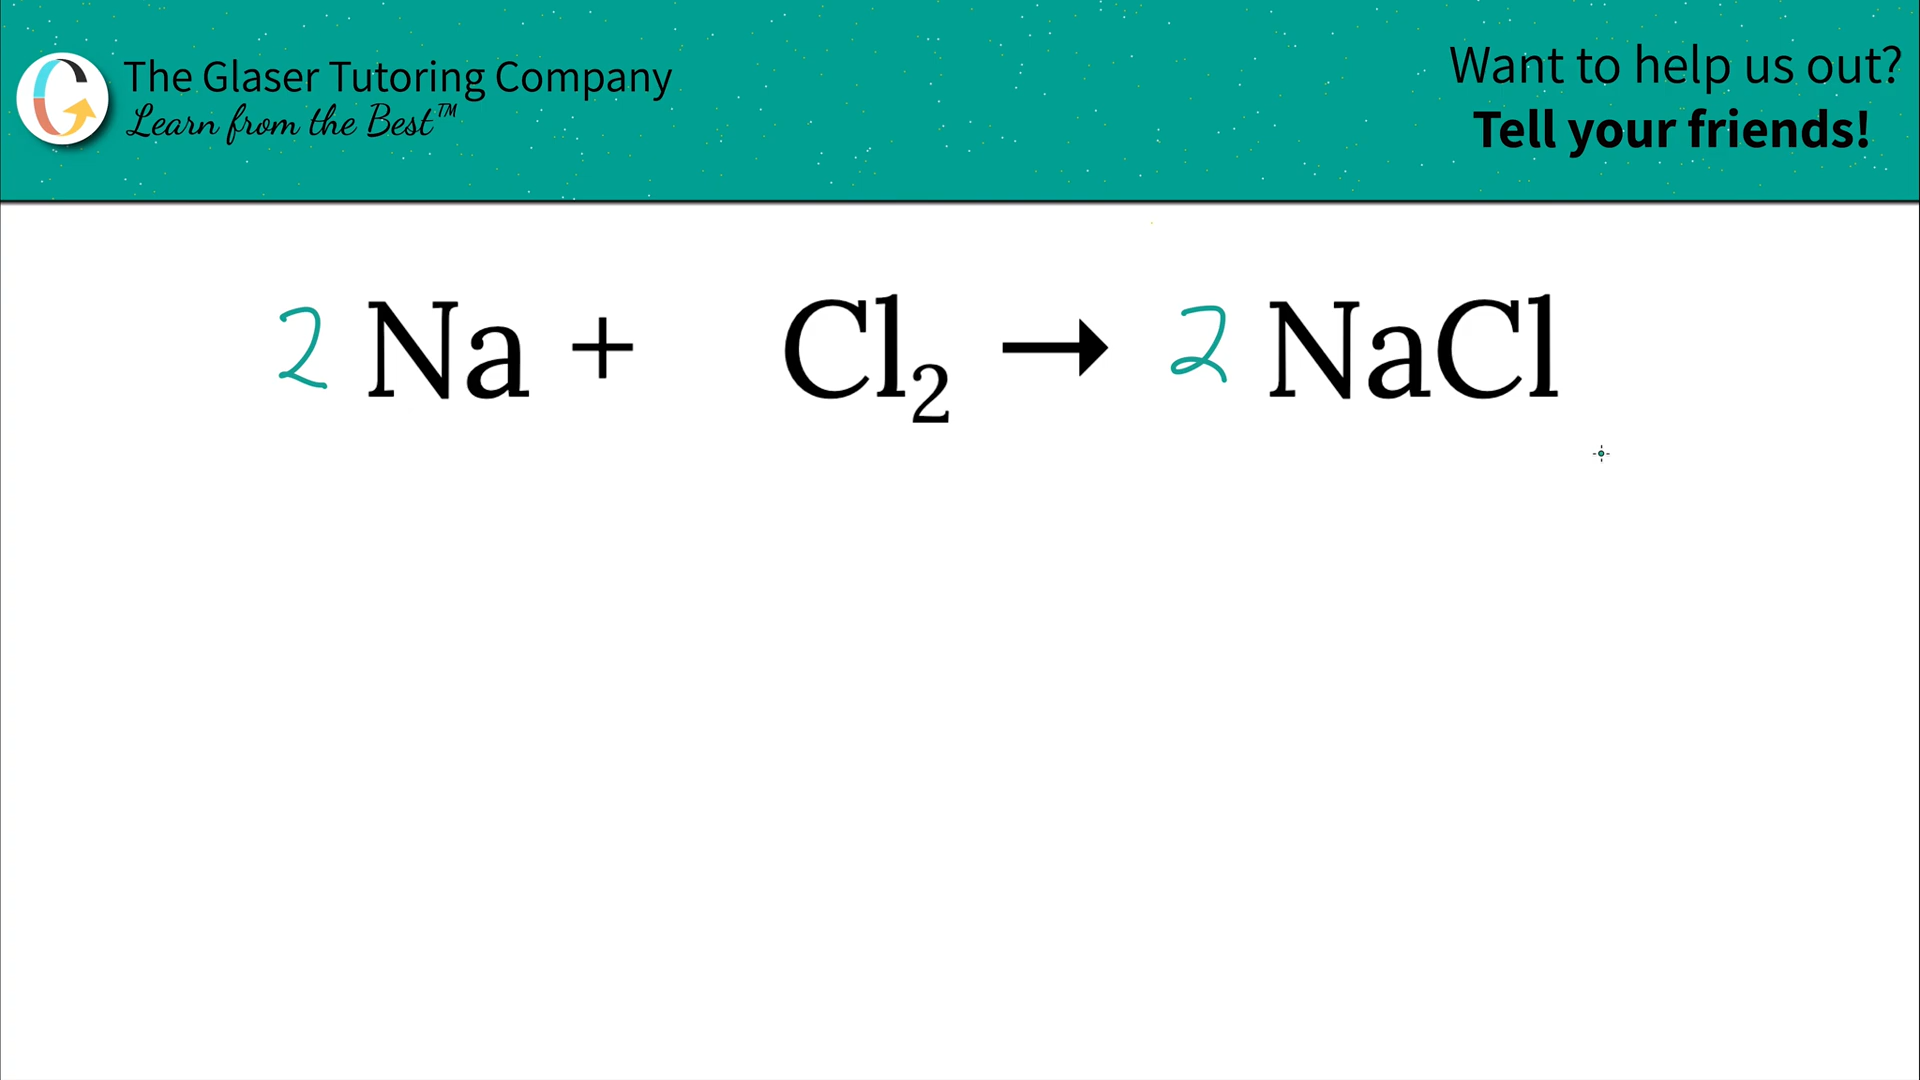 The Glaser Tutoring Company
Learn from the Best™
Want to help us out?
Tell your friends!
2 Na + Cl₂ → 2 NaCl